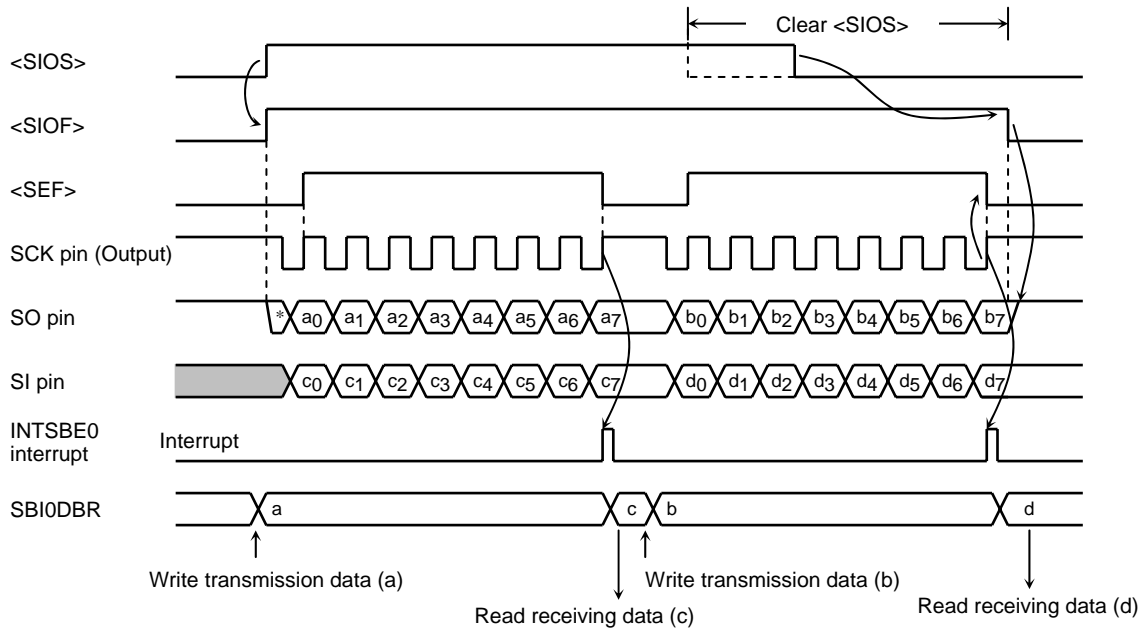 Clear <SIOS>
<SIOS>
<SIOF>
<SEF>
SCK pin (Output)
SO pin * a0 a1 a2 a3 a4 a5 a6 a7 b0 b1 b2 b3 b4 b5 b6 b7
SI pin c0 c1 c2 c3 c4 c5 c6 c7 d0 d1 d2 d3 d4 d5 d6 d7
INTSBE0 Interrupt
interrupt
SBI0DBR a c b d
Write transmission data (a) Write transmission data (b)
Read receiving data (c) Read receiving data (d)